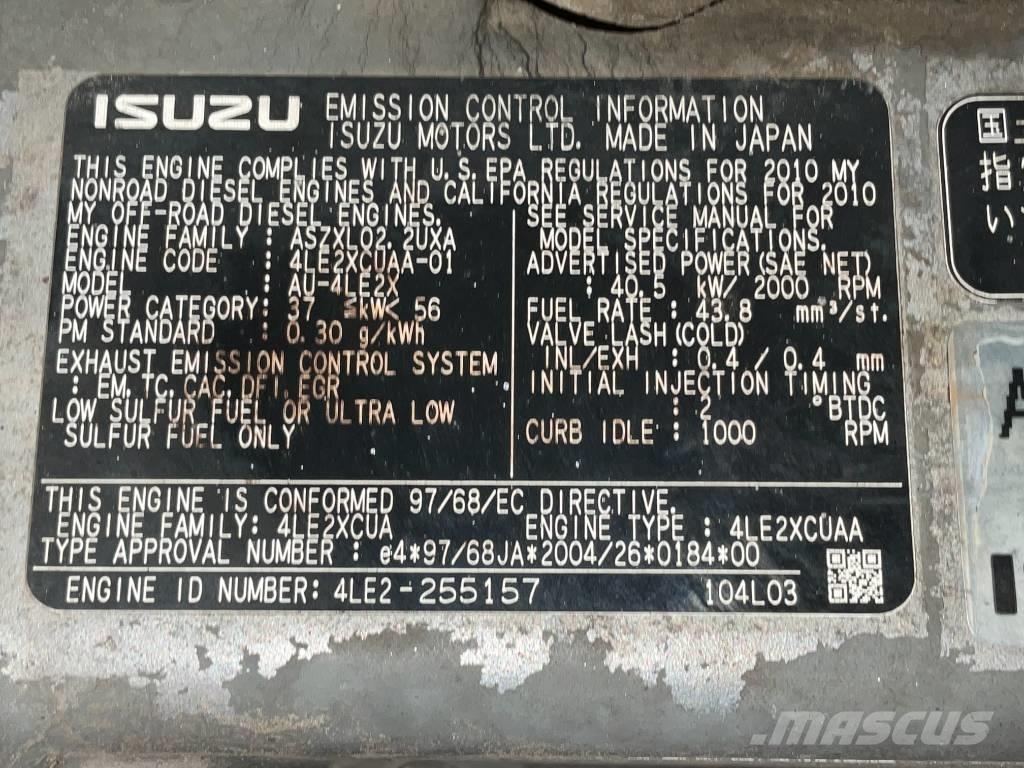 ISUZU EMISSION CONTROL INFORMATION
ISUZU MOTORS LTD. MADE IN JAPAN
THIS ENGINE COMPLIES WITH U.S.EPA REGULATIONS FOR 2010 MY
NONROAD DIESEL ENGINES AND CALIFORNIA REGULATIONS FOR 2010
MY OFF-ROAD DIESEL ENGINES.
ENGINE FAMILY : ASZXL02.2UXA
ENGINE CODE : 4LE2XCUAA-01
MODEL : AU-4LE2X
POWER CATEGORY: 37 ≦kW< 56
PM STANDARD : 0.30 g/kWh
EXHAUST EMISSION CONTROL SYSTEM
: EM, TC, CAC, DFI, EGR
LOW SULFUR FUEL OR ULTRA LOW
SULFUR FUEL ONLY
SEE SERVICE MANUAL FOR
MODEL SPECIFICATIONS.
ADVERTISED POWER(SAE NET)
: 40.5 kW/ 2000 RPM
FUEL RATE : 43.8 mm³/st.
VALVE LASH(COLD)
INL/EXH : 0.4 / 0.4 mm
INITIAL INJECTION TIMING
: 2 °BTDC
CURB IDLE : 1000 RPM
THIS ENGINE IS CONFORMED 97/68/EC DIRECTIVE.
ENGINE FAMILY: 4LE2XCUA ENGINE TYPE : 4LE2XCUAA
TYPE APPROVAL NUMBER : e4*97/68JA*2004/26*0184*00
ENGINE ID NUMBER: 4LE2-255157 104L03
国
指
い
A
MASCUS